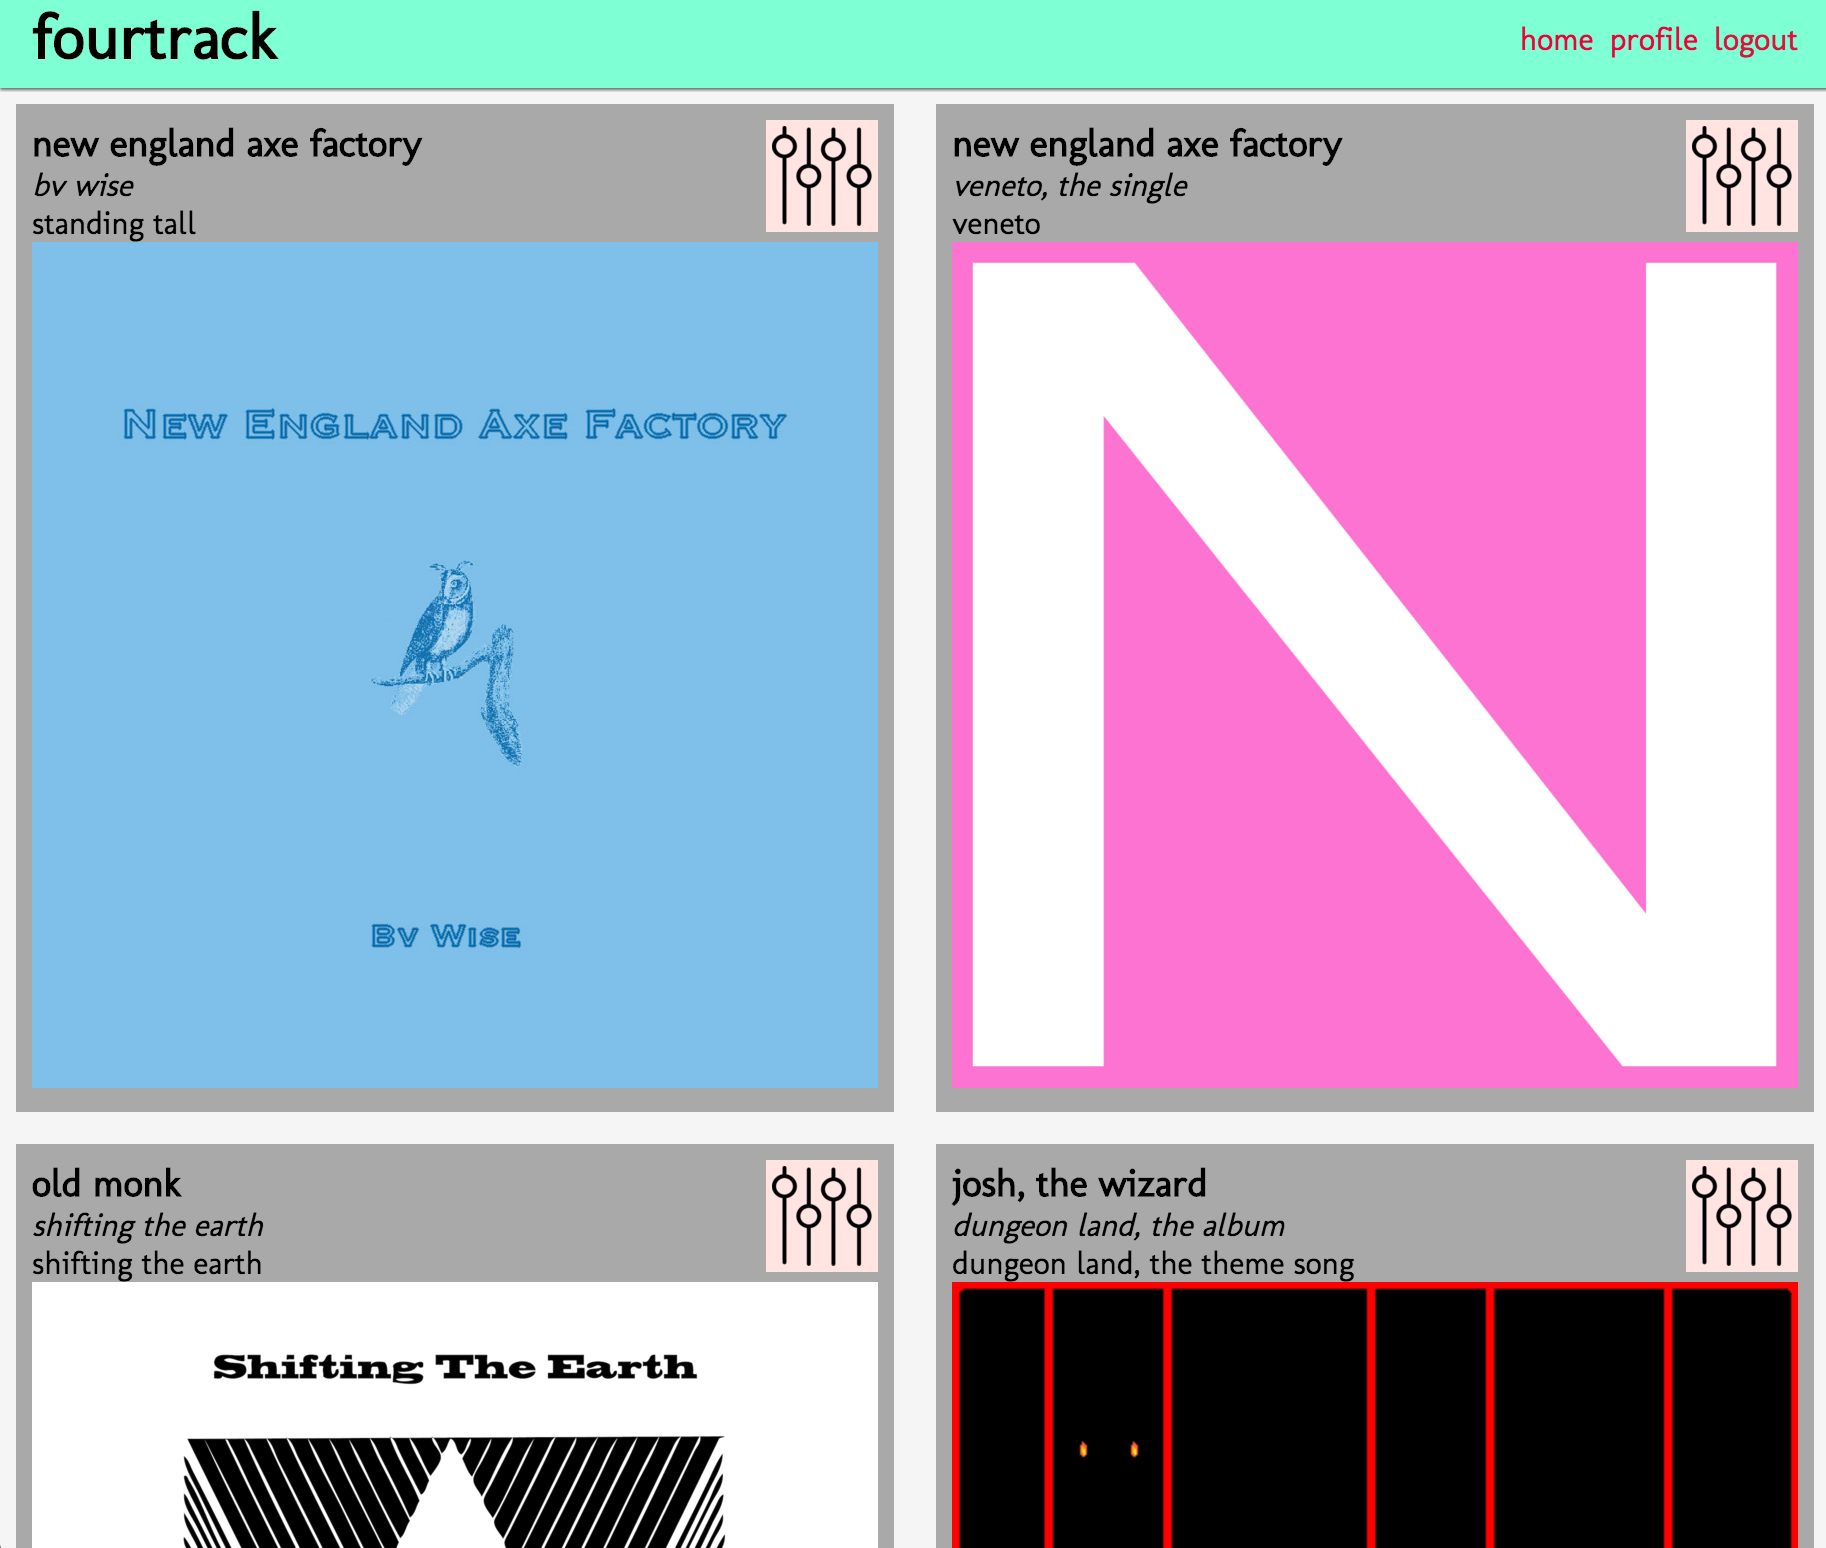 fourtrack
home profile logout
new england axe factory
bv wise
standing tall
NEW ENGLAND AXE FACTORY
BV WISE
new england axe factory
veneto, the single
veneto
N
old monk
shifting the earth
shifting the earth
Shifting The Earth
josh, the wizard
dungeon land, the album
dungeon land, the theme song